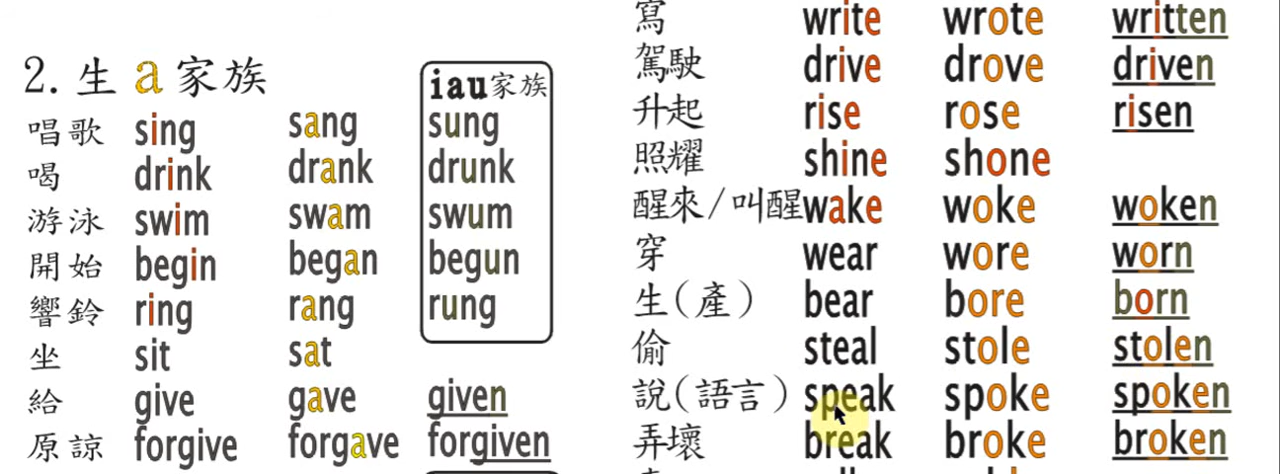 2. 生 a 家族
iau家族
唱歌 sing sang sung
喝 drink drank drunk
游泳 swim swam swum
開始 begin began begun
響鈴 ring rang rung
坐 sit sat
給 give gave given
原諒 forgive forgave forgiven
寫 write wrote written
駕駛 drive drove driven
升起 rise rose risen
照耀 shine shone
醒來/叫醒 wake woke woken
穿 wear wore worn
生(產) bear bore born
偷 steal stole stolen
說(語言) speak spoke spoken
弄壞 break broke broken